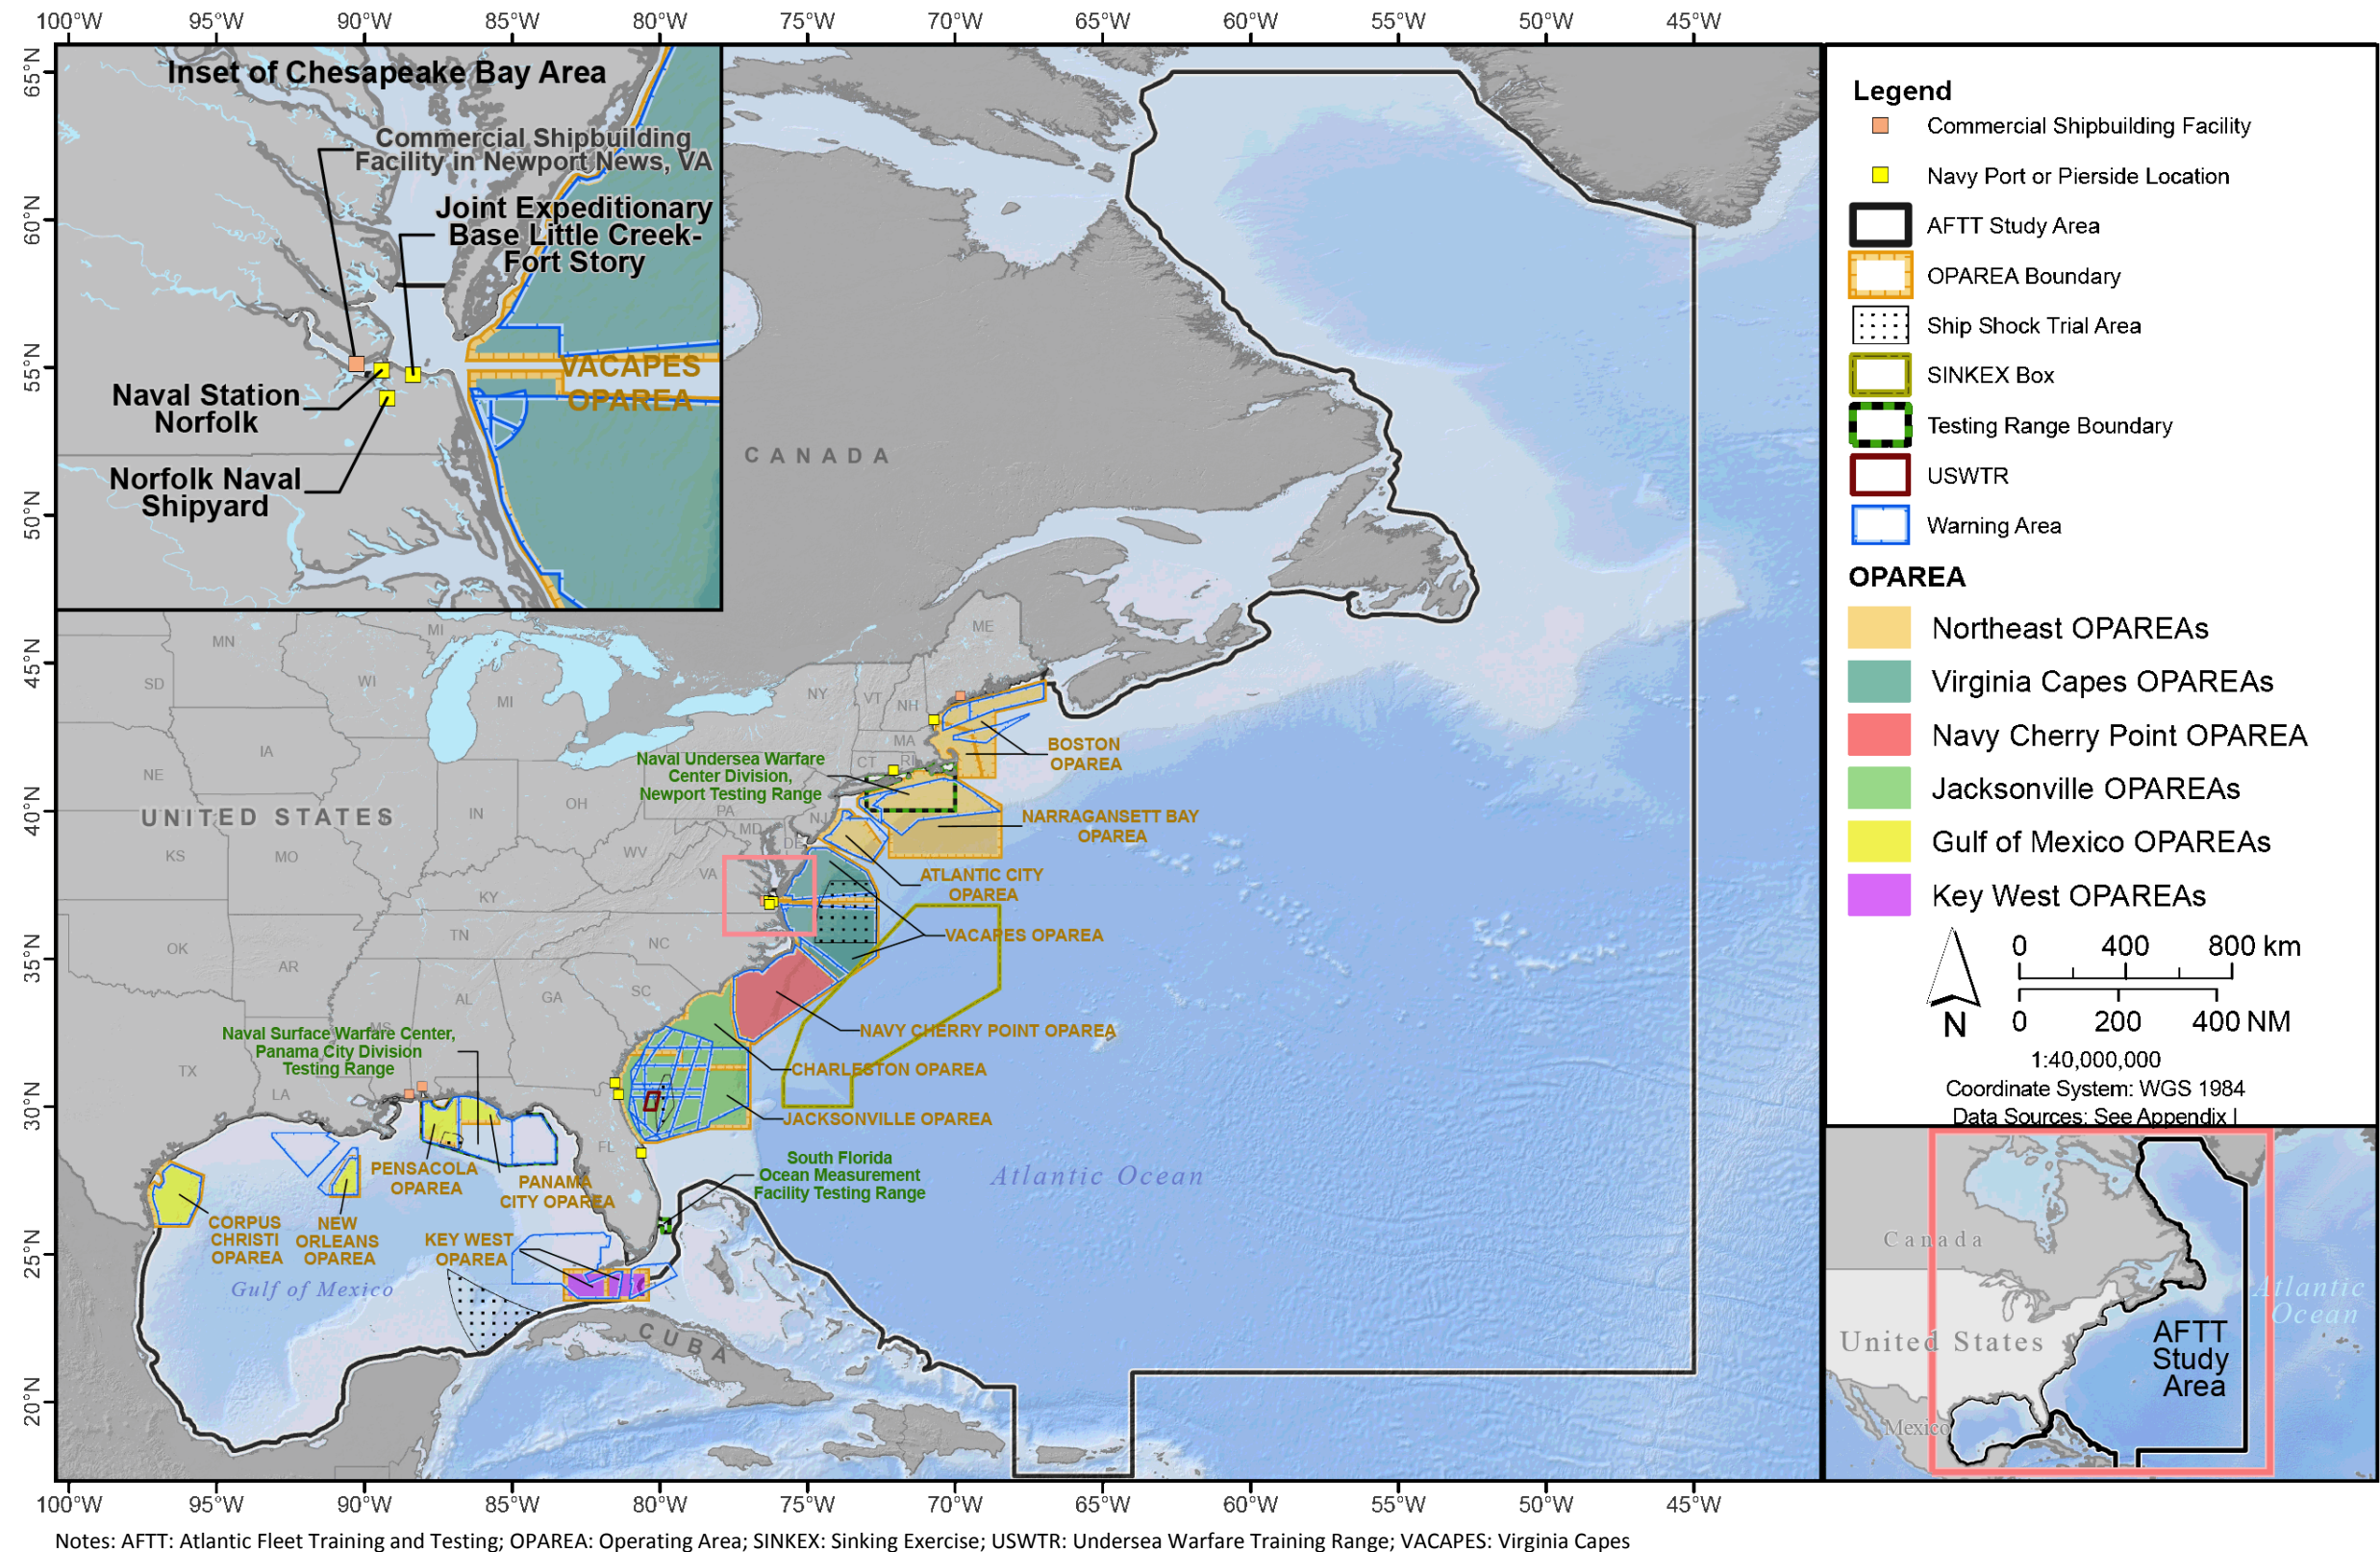 100°W 95°W 90°W 85°W 80°W 75°W 70°W 65°W 60°W 55°W 50°W 45°W
65°N
60°N
55°N
50°N
45°N
40°N
35°N
30°N
25°N
20°N
Inset of Chesapeake Bay Area
Commercial Shipbuilding
Facility in Newport News, VA
Joint Expeditionary
Base Little Creek-
Fort Story
VACAPES
OPAREA
Naval Station
Norfolk
Norfolk Naval
Shipyard
CANADA
UNITED STATES
MN
MI
SD
WI
MI
IA
NE
IN
OH
KS
MO
WV
VA
KY
TN
NC
OK
AR
SC
AL
GA
MS
TX
LA
FL
NY
VT
NH
ME
MA
CT
RI
PA
NJ
MD
DE
Naval Undersea Warfare
Center Division,
Newport Testing Range
BOSTON
OPAREA
NARRAGANSETT BAY
OPAREA
ATLANTIC CITY
OPAREA
VACAPES OPAREA
NAVY CHERRY POINT OPAREA
CHARLESTON OPAREA
JACKSONVILLE OPAREA
Naval Surface Warfare Center,
Panama City Division
Testing Range
South Florida
Ocean Measurement
Facility Testing Range
PENSACOLA
OPAREA
PANAMA
CITY OPAREA
CORPUS
CHRISTI
OPAREA
NEW
ORLEANS
OPAREA
KEY WEST
OPAREA
Gulf of Mexico
Atlantic Ocean
CUBA
100°W 95°W 90°W 85°W 80°W 75°W 70°W 65°W 60°W 55°W 50°W 45°W
Legend
Commercial Shipbuilding Facility
Navy Port or Pierside Location
AFTT Study Area
OPAREA Boundary
Ship Shock Trial Area
SINKEX Box
Testing Range Boundary
USWTR
Warning Area
OPAREA
Northeast OPAREAs
Virginia Capes OPAREAs
Navy Cherry Point OPAREA
Jacksonville OPAREAs
Gulf of Mexico OPAREAs
Key West OPAREAs
N
0 400 800 km
0 200 400 NM
1:40,000,000
Coordinate System: WGS 1984
Data Sources: See Appendix I
Canada
United States
Mexico
Atlantic
Ocean
AFTT
Study
Area
Notes: AFTT: Atlantic Fleet Training and Testing; OPAREA: Operating Area; SINKEX: Sinking Exercise; USWTR: Undersea Warfare Training Range; VACAPES: Virginia Capes